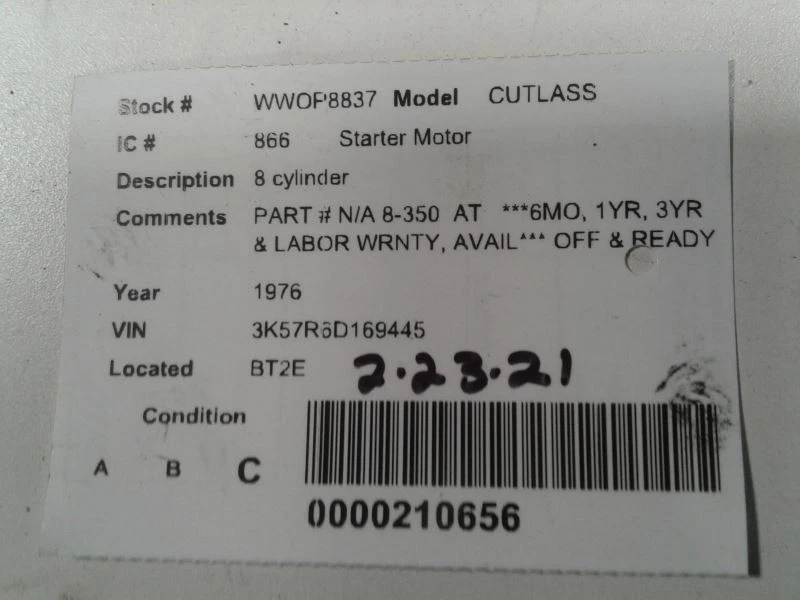 Stock # WWOP8837 Model CUTLASS
IC # 866 Starter Motor
Description 8 cylinder
Comments PART # N/A 8-350 AT ***6MO, 1YR, 3YR
& LABOR WRNTY, AVAIL*** OFF & READY
Year 1976
VIN 3K57R6D169445
Located BT2E 2.23.21
Condition
A B C
0000210656